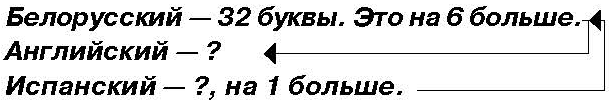 Белорусский — 32 буквы. Это на 6 больше.
Английский — ?
Испанский — ?, на 1 больше.